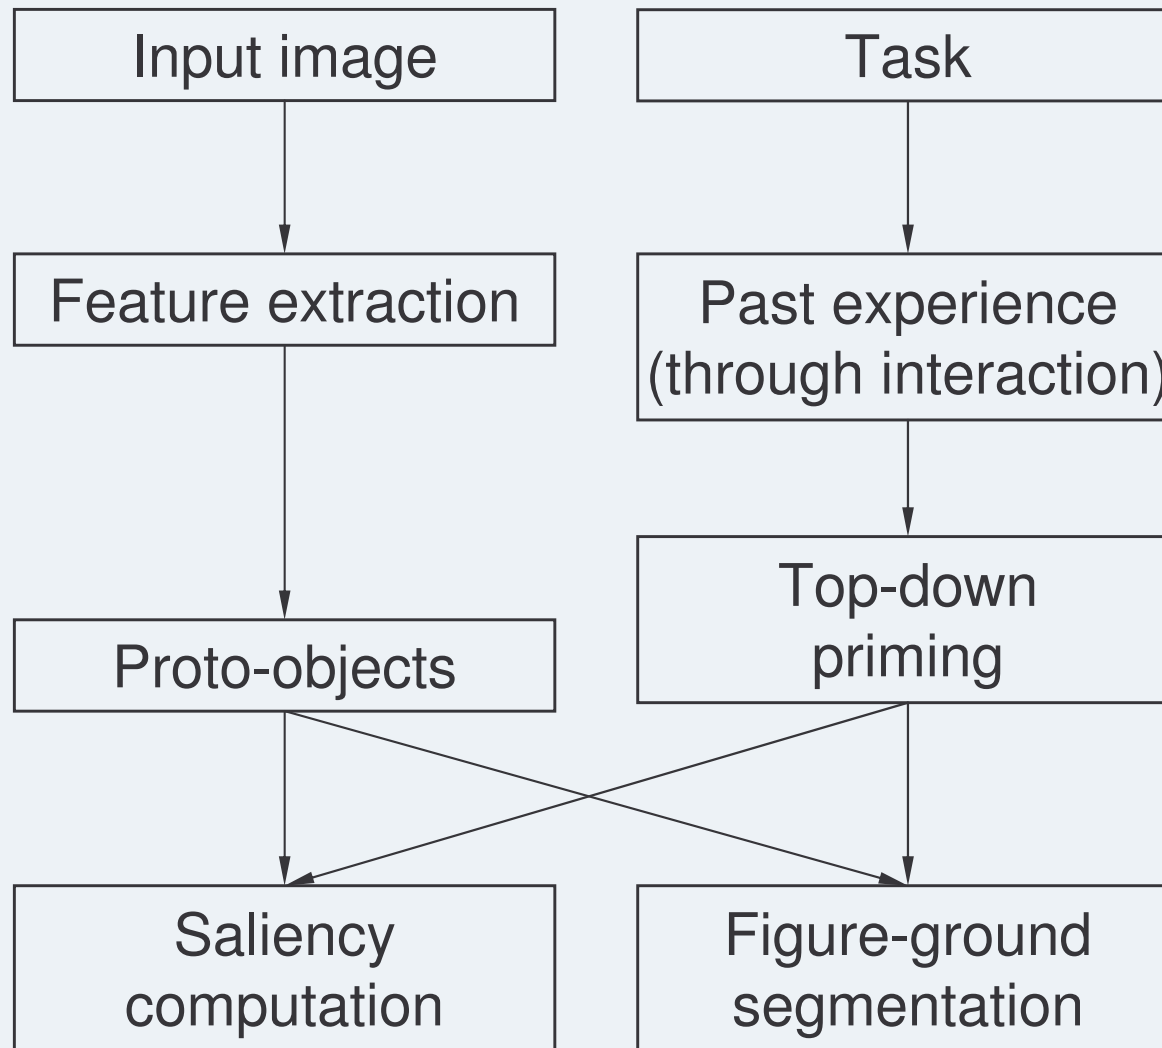 Input image
Task
Feature extraction
Past experience
(through interaction)
Top-down
priming
Proto-objects
Saliency
computation
Figure-ground
segmentation